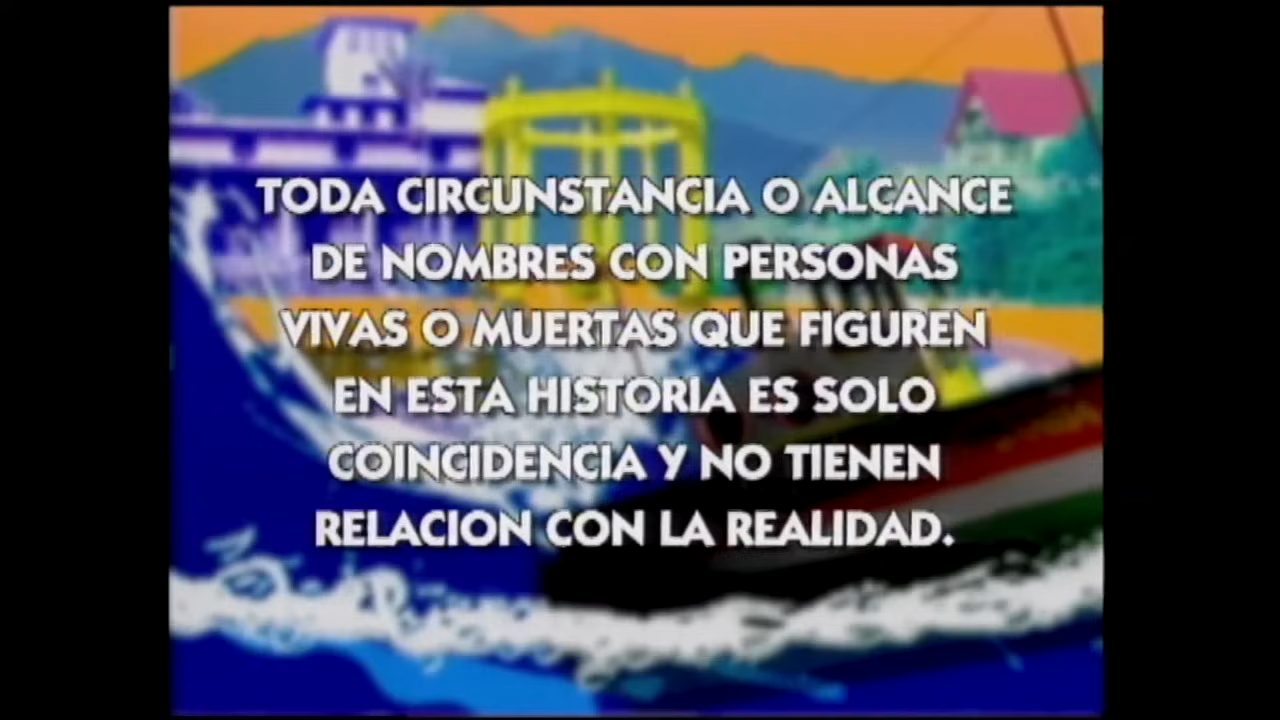 TODA CIRCUNSTANCIA O ALCANCE
DE NOMBRES CON PERSONAS
VIVAS O MUERTAS QUE FIGUREN
EN ESTA HISTORIA ES SOLO
COINCIDENCIA Y NO TIENEN
RELACION CON LA REALIDAD.